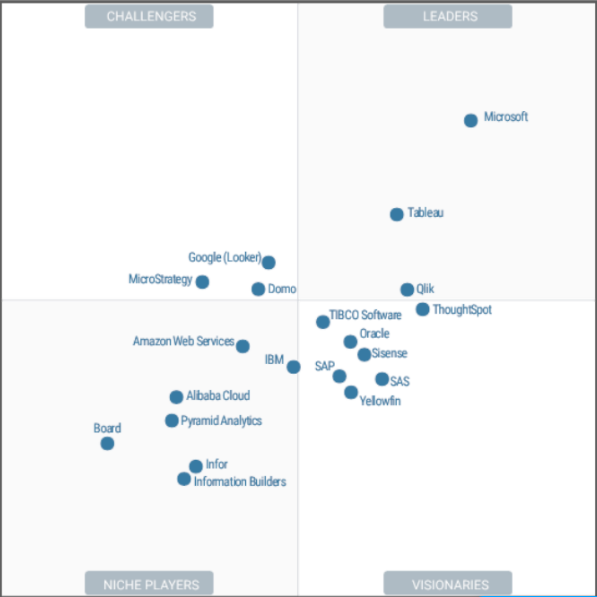 CHALLENGERS
LEADERS
Microsoft
Tableau
Google (Looker)
MicroStrategy
Domo
Qlik
ThoughtSpot
TIBCO Software
Oracle
Amazon Web Services
Sisense
IBM
SAP
SAS
Alibaba Cloud
Yellowfin
Pyramid Analytics
Board
Infor
Information Builders
NICHE PLAYERS
VISIONARIES